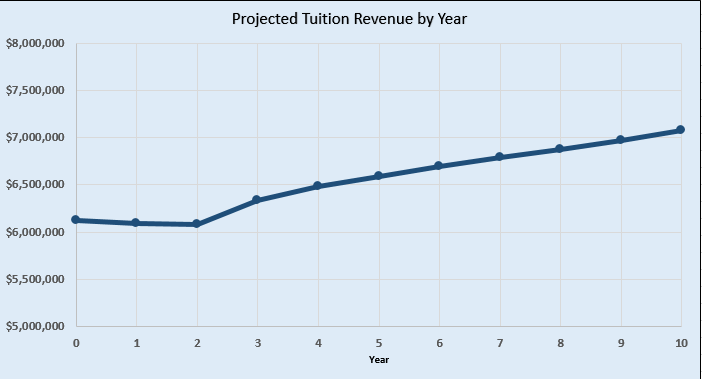 Projected Tuition Revenue by Year
$8,000,000
$7,500,000
$7,000,000
$6,500,000
$6,000,000
$5,500,000
$5,000,000
0 1 2 3 4 5 6 7 8 9 10
Year